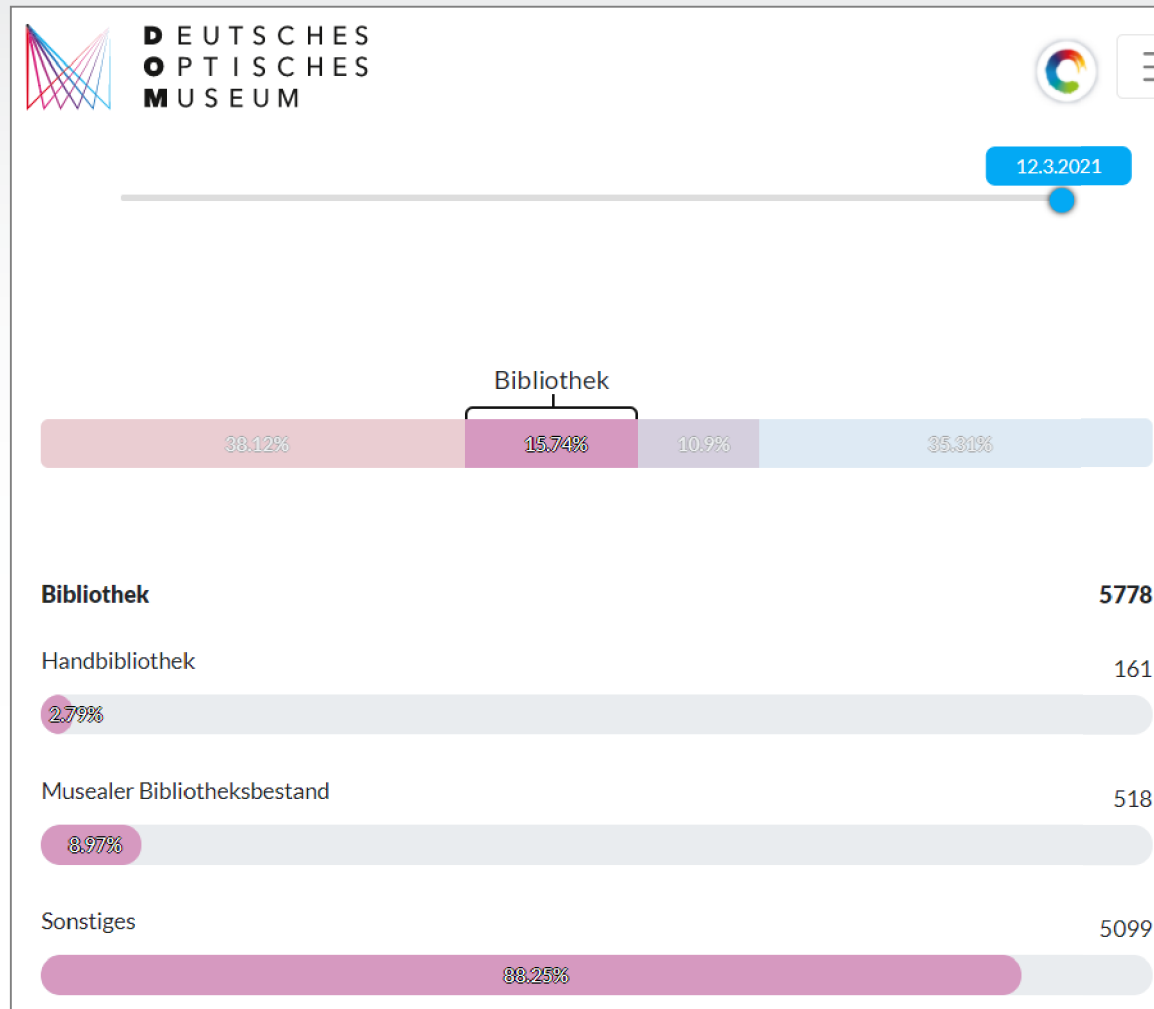 DEUTSCHES
OPTISCHES
MUSEUM
12.3.2021
Bibliothek
38.12% 15.74% 10.9% 35.31%
Bibliothek 5778
Handbibliothek 161
2.79%
Musealer Bibliotheksbestand 518
8.97%
Sonstiges 5099
88.25%